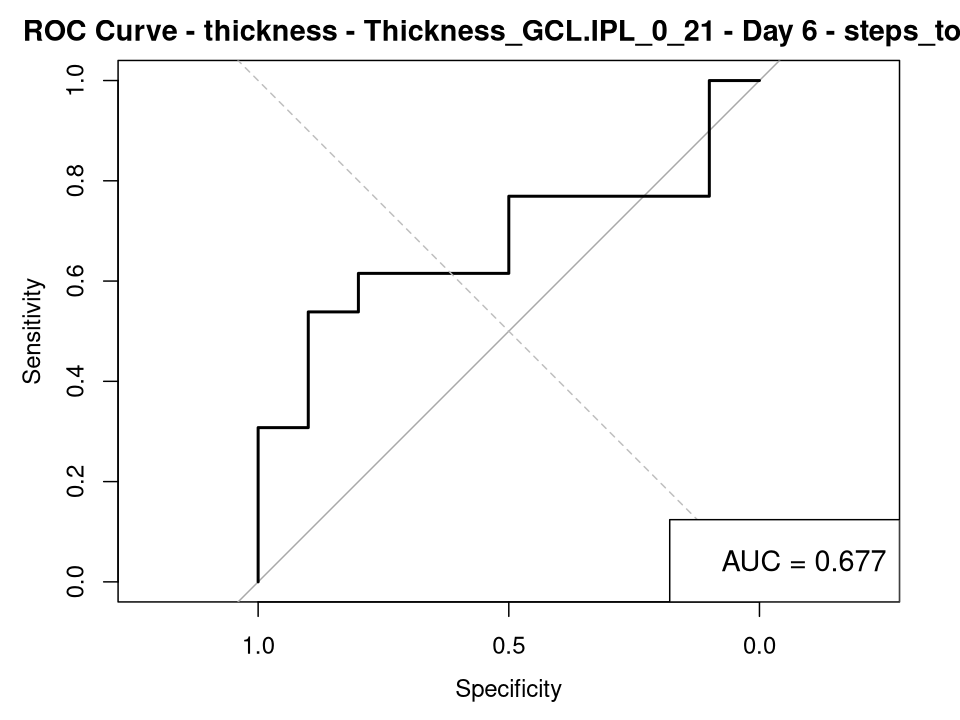 ROC Curve - thickness - Thickness_GCL.IPL_0_21 - Day 6 - steps_to
1.0
0.8
0.6
0.4
0.2
0.0
Sensitivity
AUC = 0.677
1.0 0.5 0.0
Specificity